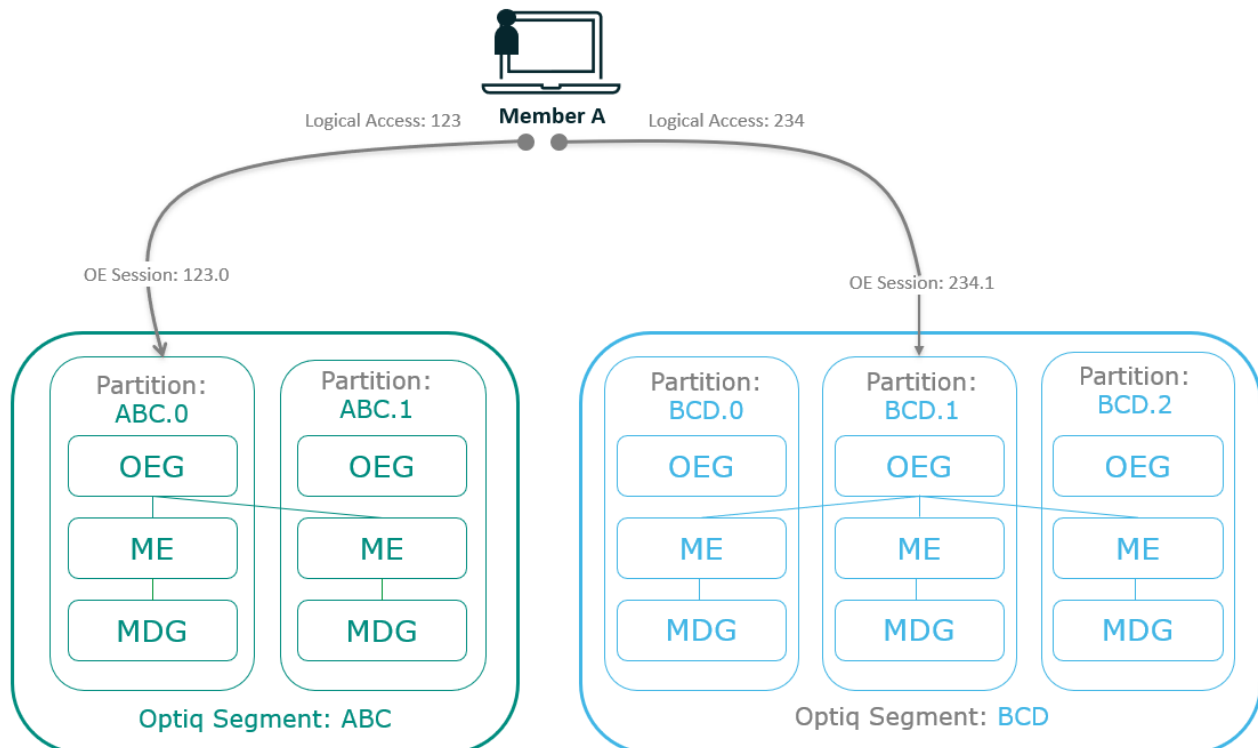 Member A
Logical Access: 123
Logical Access: 234
OE Session: 123.0
OE Session: 234.1
Partition:
ABC.0
OEG
ME
MDG
Partition:
ABC.1
OEG
ME
MDG
Optiq Segment: ABC
Partition:
BCD.0
OEG
ME
MDG
Partition:
BCD.1
OEG
ME
MDG
Partition:
BCD.2
OEG
ME
MDG
Optiq Segment: BCD